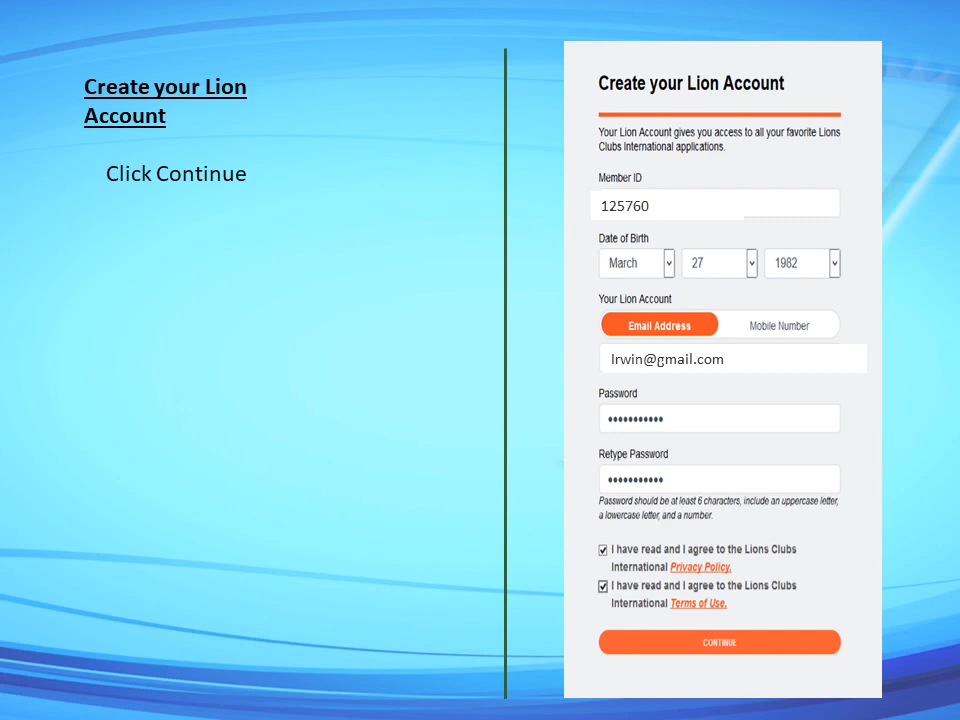 Create your Lion
Account
Click Continue
Create your Lion Account
Your Lion Account gives you access to all your favorite Lions
Clubs International applications.
Member ID
125760
Date of Birth
March 27 1982
Your Lion Account
Email Address Mobile Number
Irwin@gmail.com
Password
•••••••••••
Retype Password
•••••••••••
Password should be at least 6 characters, include an uppercase letter,
a lowercase letter, and a number.
I have read and I agree to the Lions Clubs
International Privacy Policy.
I have read and I agree to the Lions Clubs
International Terms of Use.
CONTINUE